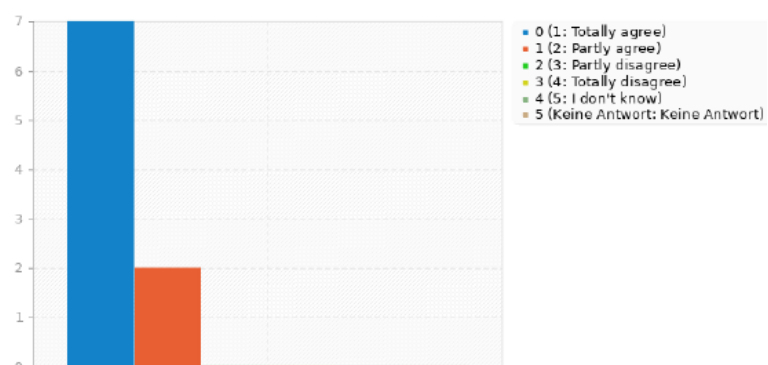 7
6
5
4
3
2
1
0 (1: Totally agree)
1 (2: Partly agree)
2 (3: Partly disagree)
3 (4: Totally disagree)
4 (5: I don't know)
5 (Keine Antwort: Keine Antwort)